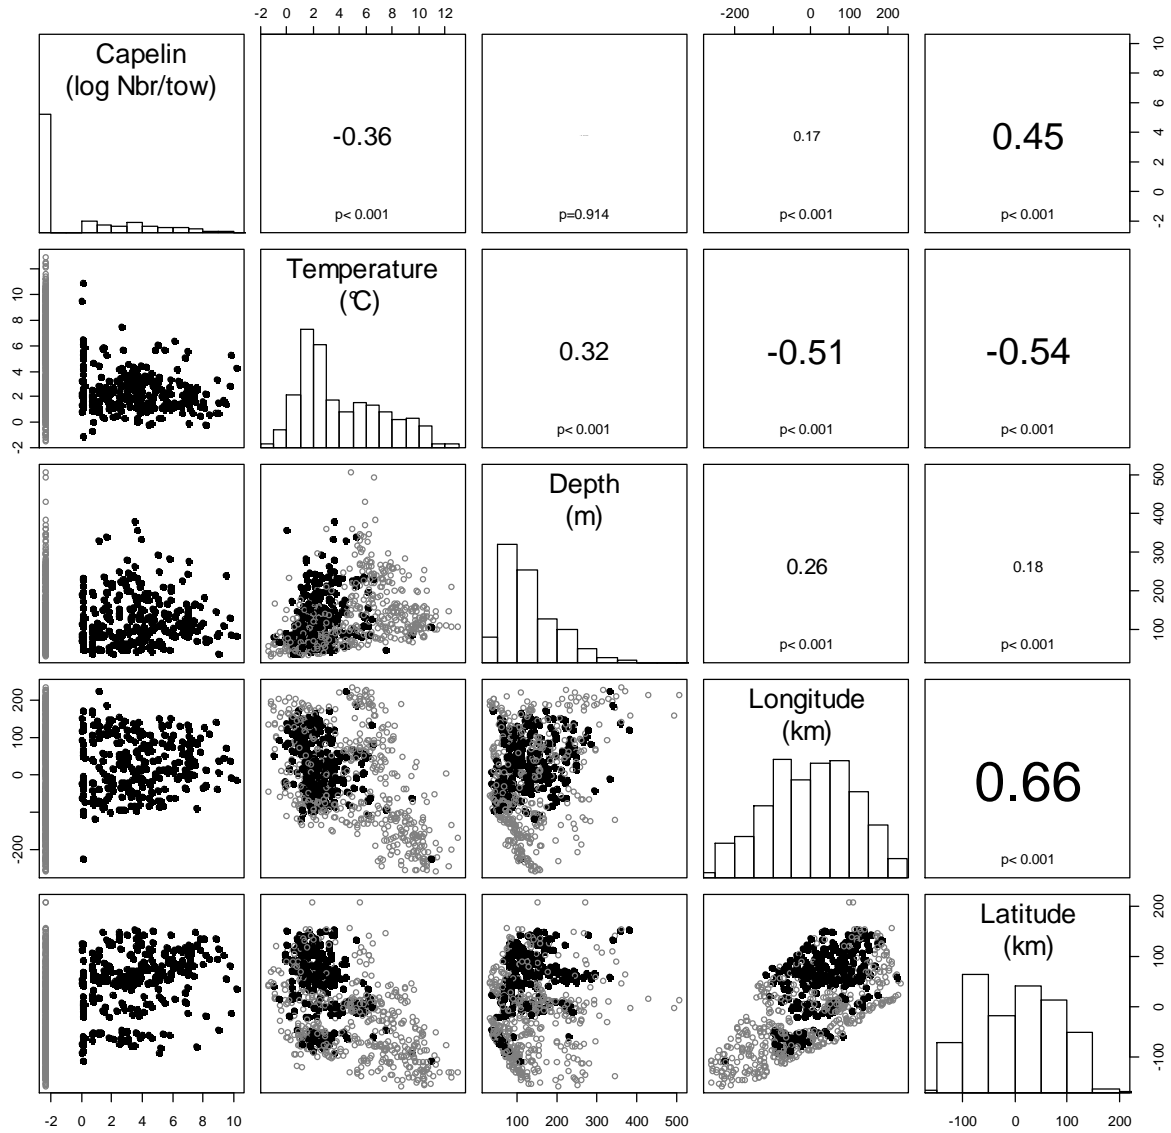 -2 0 2 4 6 8 10 12
-200 0 100 200
Capelin
(log Nbr/tow)
-0.36
p< 0.001
p=0.914
0.17
p< 0.001
0.45
p< 0.001
-2 0 2 4 6 8 10
-2 0 2 4 6 8 10
Temperature
(°C)
0.32
p< 0.001
-0.51
p< 0.001
-0.54
p< 0.001
Depth
(m)
0.26
p< 0.001
0.18
p< 0.001
100 200 300 400 500
-200 0 100 200
Longitude
(km)
0.66
p< 0.001
Latitude
(km)
-100 0 100 200
-2 0 2 4 6 8 10
100 200 300 400 500
-100 0 100 200